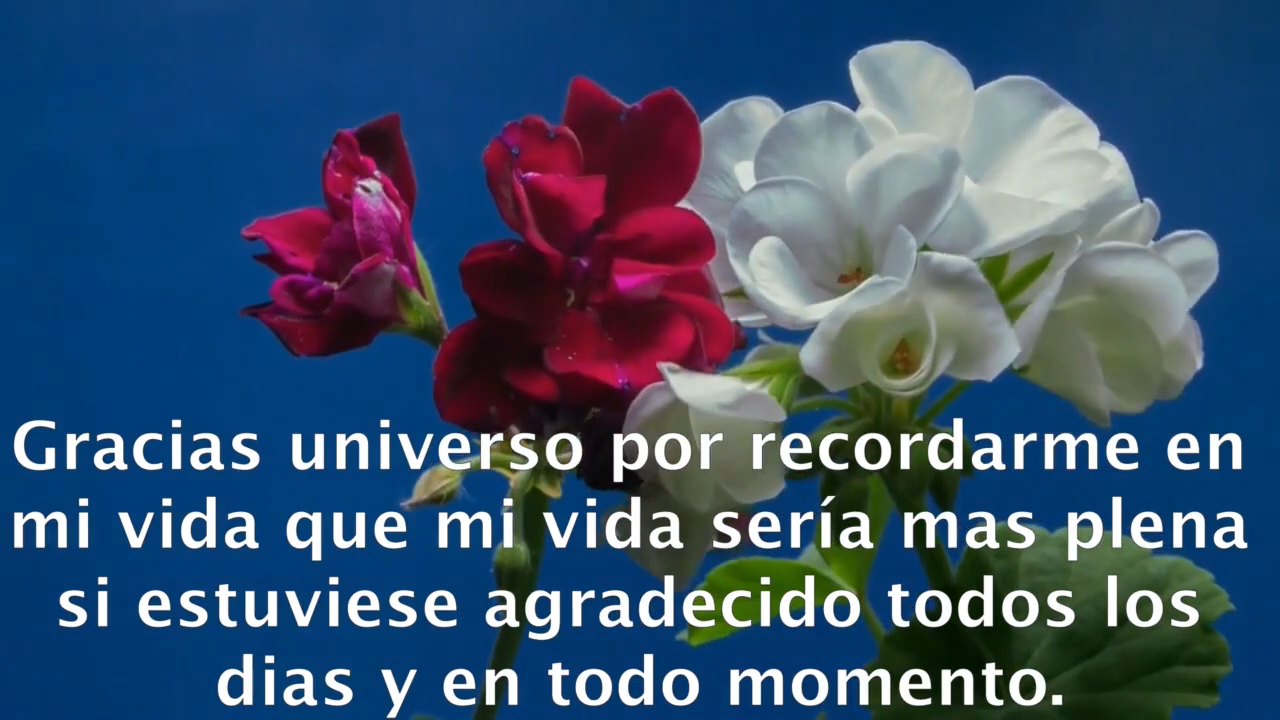 Gracias universo por recordarme en
mi vida que mi vida sería mas plena
si estuviese agradecido todos los
dias y en todo momento.